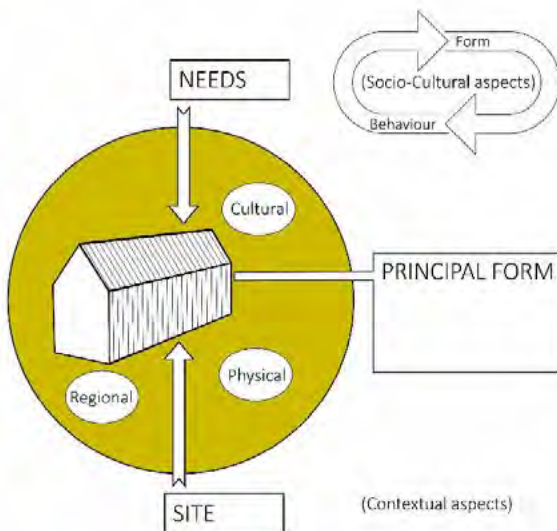 Form
NEEDS
(Socio-Cultural aspects)
Behaviour
Cultural
PRINCIPAL FORM
Physical
Regional
SITE
(Contextual aspects)